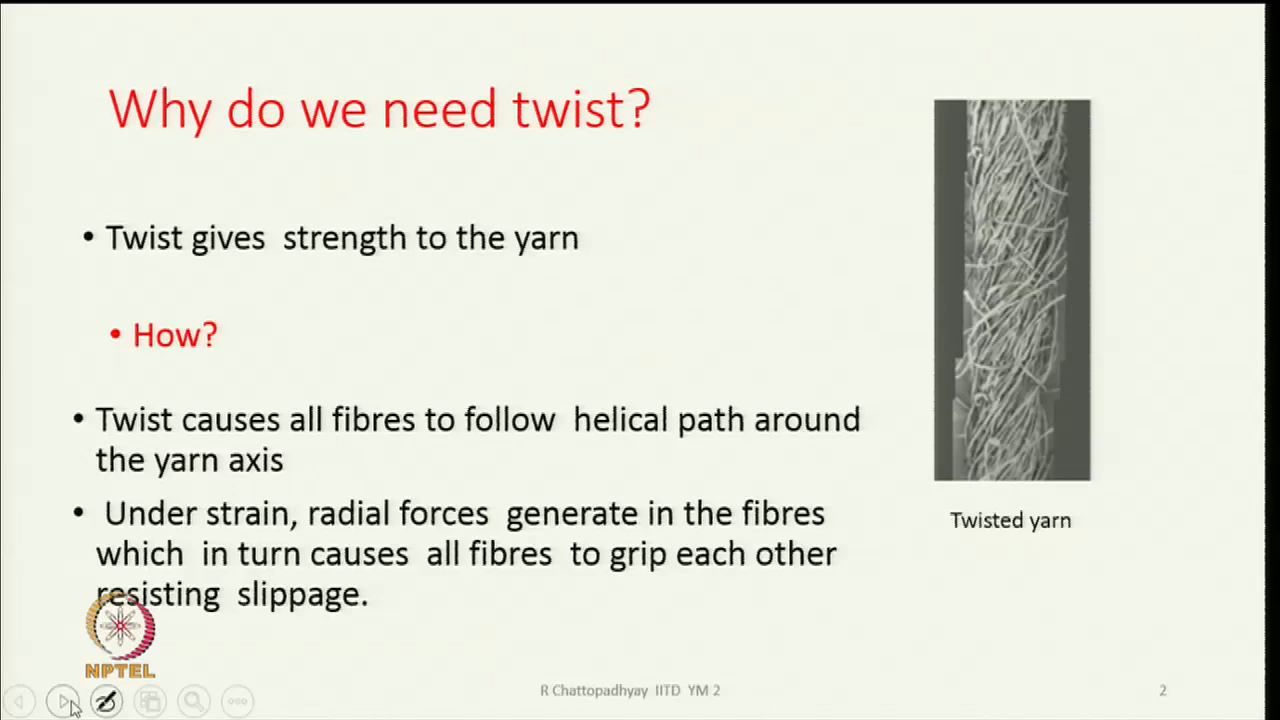 Why do we need twist?
• Twist gives strength to the yarn
• How?
• Twist causes all fibres to follow helical path around
the yarn axis
• Under strain, radial forces generate in the fibres
which in turn causes all fibres to grip each other
resisting slippage.
Twisted yarn
NPTEL
R Chattopadhyay IITD YM 2
2